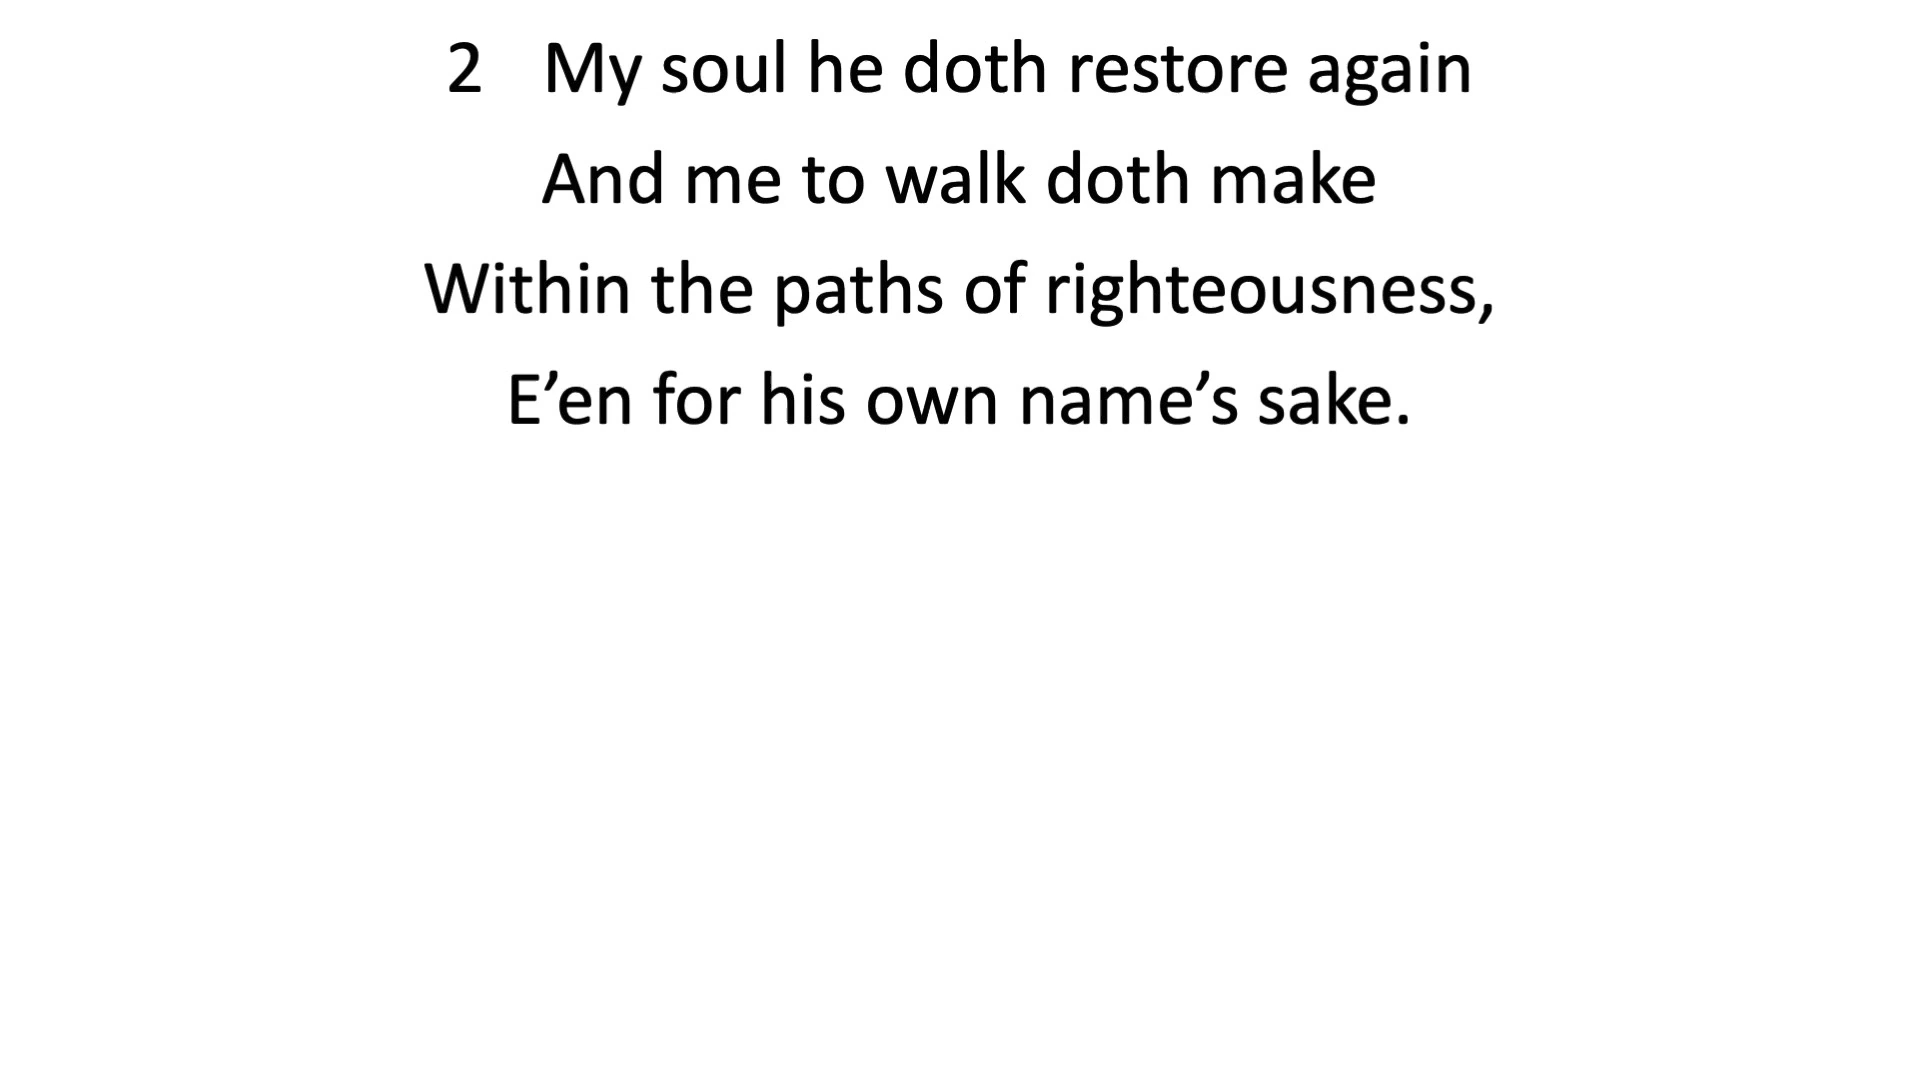 2 My soul he doth restore again
And me to walk doth make
Within the paths of righteousness,
E’en for his own name’s sake.